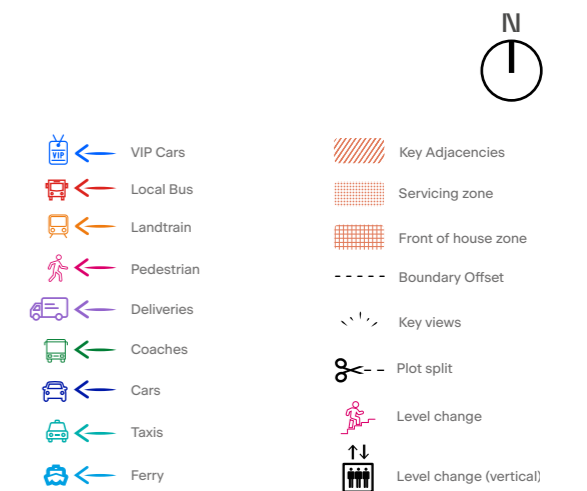 N
VIP
VIP Cars
Local Bus
Landtrain
Pedestrian
Deliveries
Coaches
Cars
Taxis
Ferry
Key Adjacencies
Servicing zone
Front of house zone
Boundary Offset
Key views
Plot split
Level change
Level change (vertical)